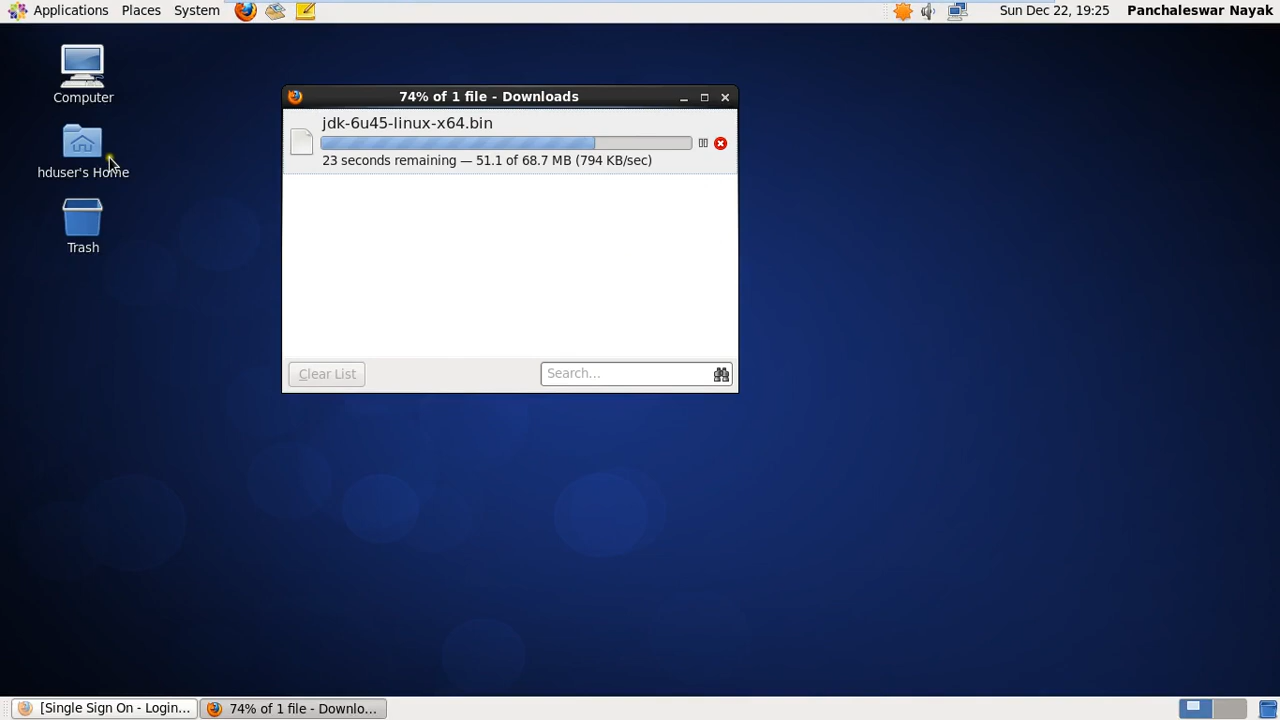 Applications Places System Sun Dec 22, 19:25 Panchaleswar Nayak
Computer
hduser's Home
Trash
74% of 1 file - Downloads
jdk-6u45-linux-x64.bin
23 seconds remaining — 51.1 of 68.7 MB (794 KB/sec)
Clear List Search...
[Single Sign On - Login... 74% of 1 file - Downlo...